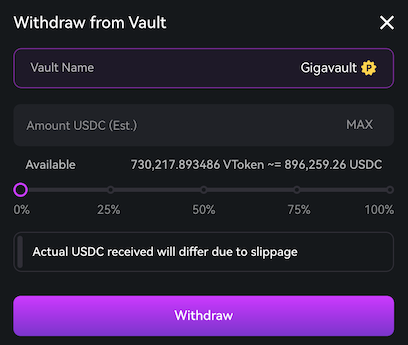 Withdraw from Vault
Vault Name Gigavault P
Amount USDC (Est.) MAX
Available 730,217.893486 VToken ~= 896,259.26 USDC
0% 25% 50% 75% 100%
Actual USDC received will differ due to slippage
Withdraw